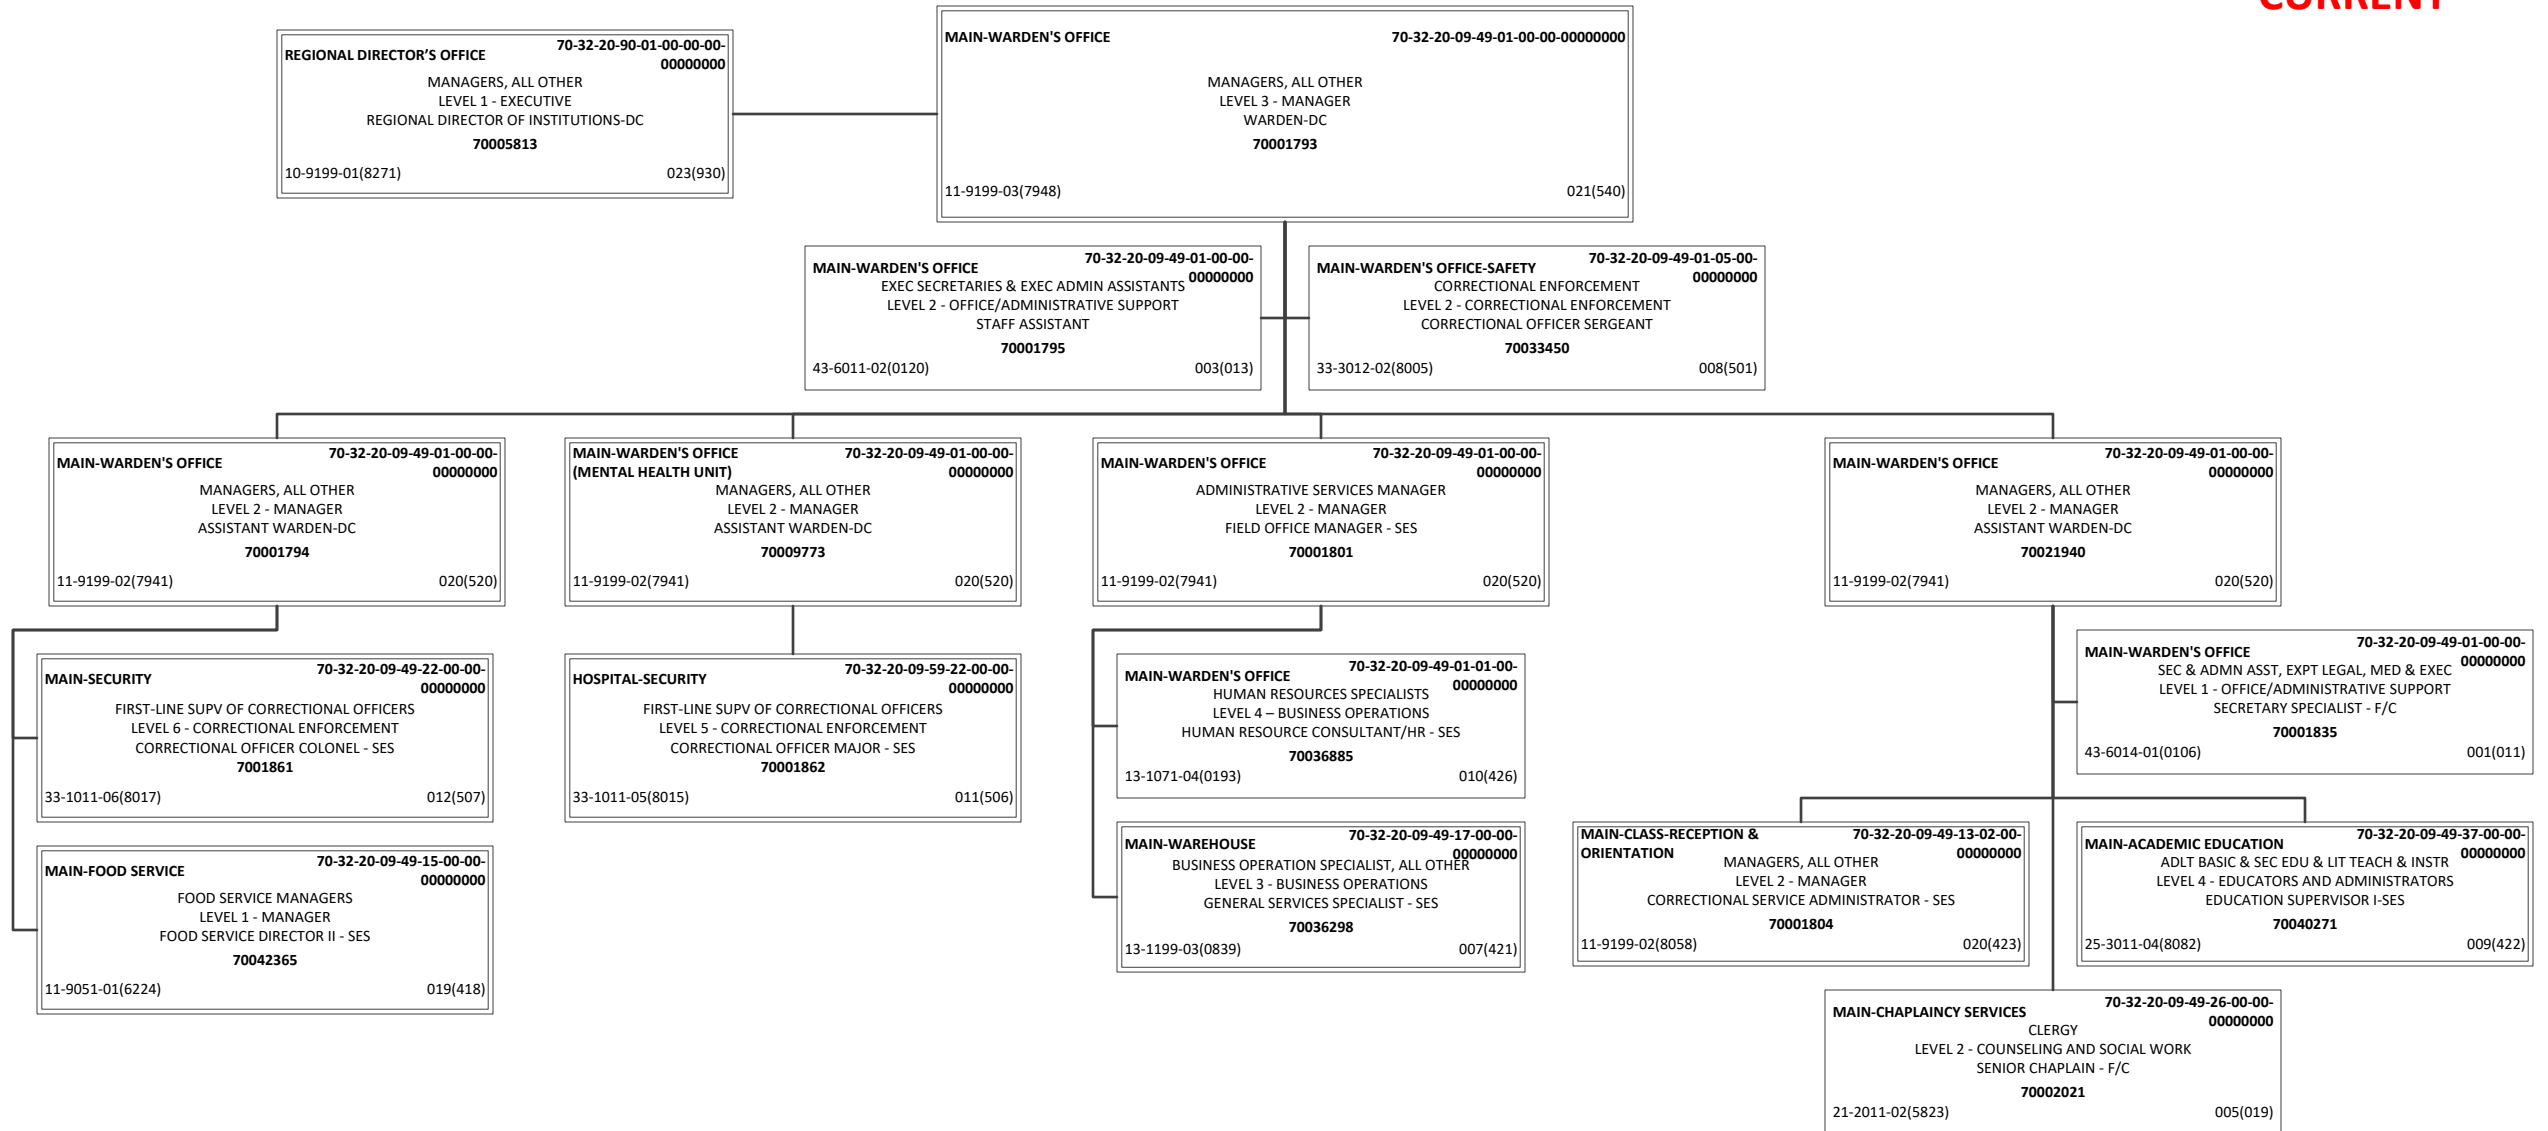 CURRENT
REGIONAL DIRECTOR’S OFFICE
70-32-20-90-01-00-00-00-
00000000
MANAGERS, ALL OTHER
LEVEL 1 - EXECUTIVE
REGIONAL DIRECTOR OF INSTITUTIONS-DC
70005813
10-9199-01(8271)
023(930)
MAIN-WARDEN'S OFFICE
70-32-20-09-49-01-00-00-00000000
MANAGERS, ALL OTHER
LEVEL 3 - MANAGER
WARDEN-DC
70001793
11-9199-03(7948)
021(540)
MAIN-WARDEN'S OFFICE
70-32-20-09-49-01-00-00-
00000000
EXEC SECRETARIES & EXEC ADMIN ASSISTANTS
LEVEL 2 - OFFICE/ADMINISTRATIVE SUPPORT
STAFF ASSISTANT
70001795
43-6011-02(0120)
003(013)
MAIN-WARDEN'S OFFICE-SAFETY
70-32-20-09-49-01-05-00-
00000000
CORRECTIONAL ENFORCEMENT
LEVEL 2 - CORRECTIONAL ENFORCEMENT
CORRECTIONAL OFFICER SERGEANT
70033450
33-3012-02(8005)
008(501)
MAIN-WARDEN'S OFFICE
70-32-20-09-49-01-00-00-
00000000
MANAGERS, ALL OTHER
LEVEL 2 - MANAGER
ASSISTANT WARDEN-DC
70001794
11-9199-02(7941)
020(520)
MAIN-WARDEN'S OFFICE
(MENTAL HEALTH UNIT)
70-32-20-09-49-01-00-00-
00000000
MANAGERS, ALL OTHER
LEVEL 2 - MANAGER
ASSISTANT WARDEN-DC
70009773
11-9199-02(7941)
020(520)
MAIN-WARDEN'S OFFICE
70-32-20-09-49-01-00-00-
00000000
ADMINISTRATIVE SERVICES MANAGER
LEVEL 2 - MANAGER
FIELD OFFICE MANAGER - SES
70001801
11-9199-02(7941)
020(520)
MAIN-WARDEN'S OFFICE
70-32-20-09-49-01-00-00-
00000000
MANAGERS, ALL OTHER
LEVEL 2 - MANAGER
ASSISTANT WARDEN-DC
70021940
11-9199-02(7941)
020(520)
MAIN-SECURITY
70-32-20-09-49-22-00-00-
00000000
FIRST-LINE SUPV OF CORRECTIONAL OFFICERS
LEVEL 6 - CORRECTIONAL ENFORCEMENT
CORRECTIONAL OFFICER COLONEL - SES
7001861
33-1011-06(8017)
012(507)
HOSPITAL-SECURITY
70-32-20-09-59-22-00-00-
00000000
FIRST-LINE SUPV OF CORRECTIONAL OFFICERS
LEVEL 5 - CORRECTIONAL ENFORCEMENT
CORRECTIONAL OFFICER MAJOR - SES
70001862
33-1011-05(8015)
011(506)
MAIN-WARDEN'S OFFICE
70-32-20-09-49-01-01-00-
00000000
HUMAN RESOURCES SPECIALISTS
LEVEL 4 – BUSINESS OPERATIONS
HUMAN RESOURCE CONSULTANT/HR - SES
70036885
13-1071-04(0193)
010(426)
MAIN-WARDEN'S OFFICE
70-32-20-09-49-01-00-00-
00000000
SEC & ADMN ASST, EXPT LEGAL, MED & EXEC
LEVEL 1 - OFFICE/ADMINISTRATIVE SUPPORT
SECRETARY SPECIALIST - F/C
70001835
43-6014-01(0106)
001(011)
MAIN-FOOD SERVICE
70-32-20-09-49-15-00-00-
00000000
FOOD SERVICE MANAGERS
LEVEL 1 - MANAGER
FOOD SERVICE DIRECTOR II - SES
70042365
11-9051-01(6224)
019(418)
MAIN-WAREHOUSE
70-32-20-09-49-17-00-00-
00000000
BUSINESS OPERATION SPECIALIST, ALL OTHER
LEVEL 3 - BUSINESS OPERATIONS
GENERAL SERVICES SPECIALIST - SES
70036298
13-1199-03(0839)
007(421)
MAIN-CLASS-RECEPTION &
ORIENTATION
70-32-20-09-49-13-02-00-
00000000
MANAGERS, ALL OTHER
LEVEL 2 - MANAGER
CORRECTIONAL SERVICE ADMINISTRATOR - SES
70001804
11-9199-02(8058)
020(423)
MAIN-ACADEMIC EDUCATION
70-32-20-09-49-37-00-00-
00000000
ADLT BASIC & SEC EDU & LIT TEACH & INSTR
LEVEL 4 - EDUCATORS AND ADMINISTRATORS
EDUCATION SUPERVISOR I-SES
70040271
25-3011-04(8082)
009(422)
MAIN-CHAPLAINCY SERVICES
70-32-20-09-49-26-00-00-
00000000
CLERGY
LEVEL 2 - COUNSELING AND SOCIAL WORK
SENIOR CHAPLAIN - F/C
70002021
21-2011-02(5823)
005(019)